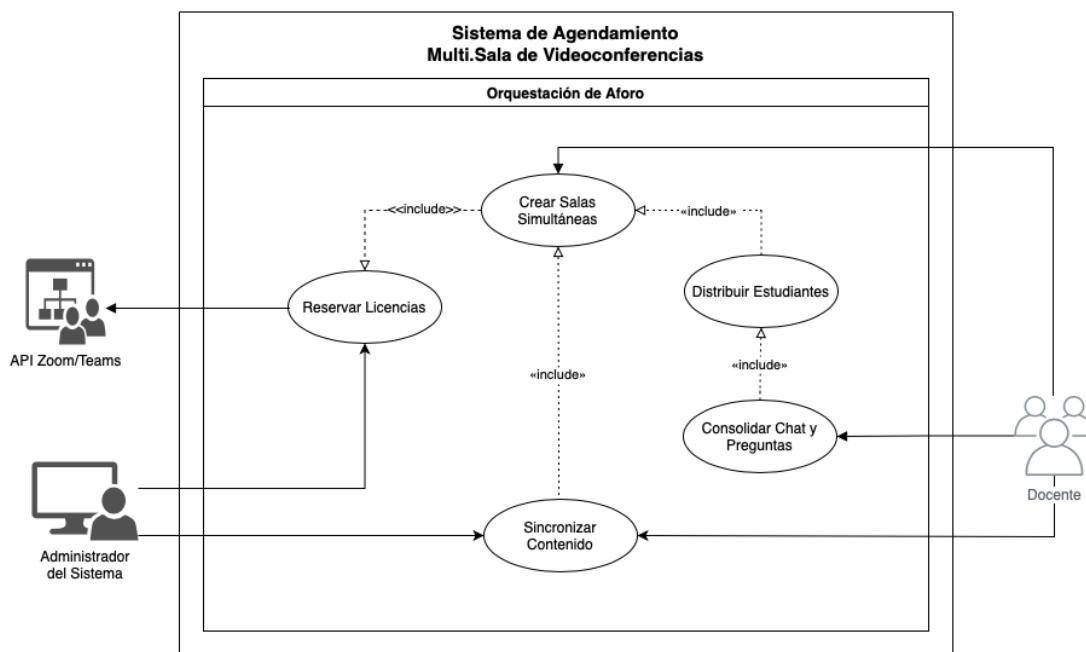 Sistema de Agendamiento
Multi.Sala de Videoconferencias
Orquestación de Aforo
Crear Salas
Simultáneas
<<include>>
«include»
Reservar Licencias
Distribuir Estudiantes
API Zoom/Teams
«include»
«include»
Consolidar Chat y
Preguntas
Docente
Sincronizar
Contenido
Administrador
del Sistema